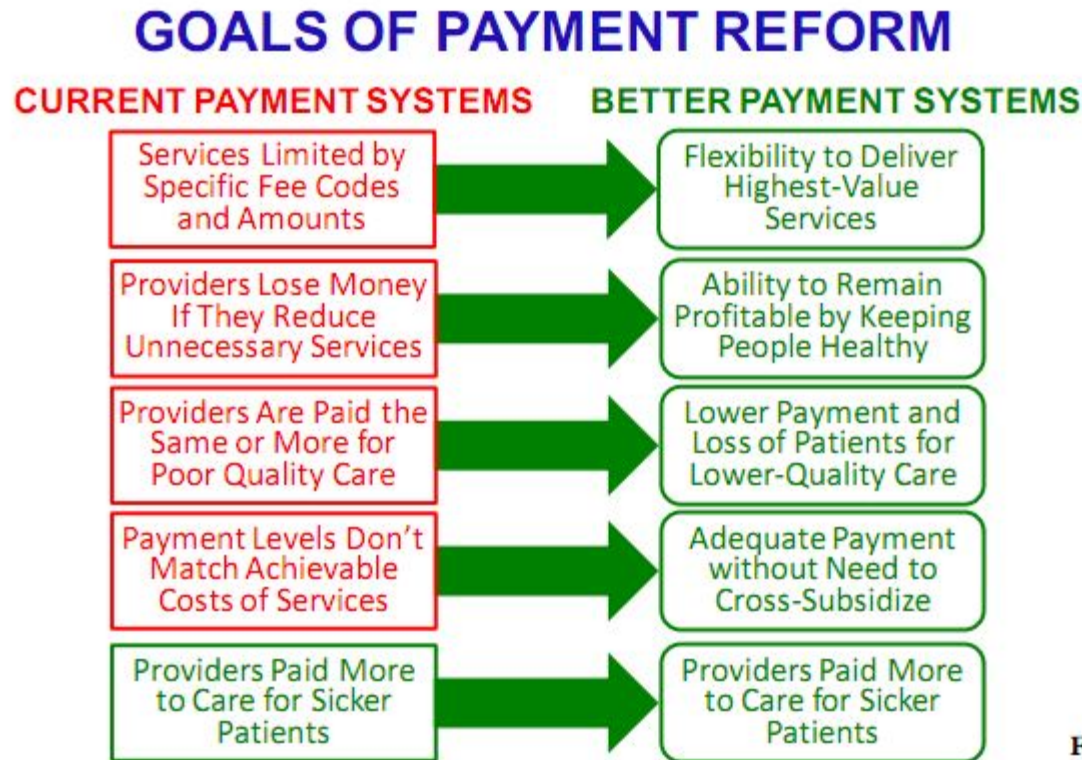 GOALS OF PAYMENT REFORM
CURRENT PAYMENT SYSTEMS
BETTER PAYMENT SYSTEMS
Services Limited by
Specific Fee Codes
and Amounts
Flexibility to Deliver
Highest-Value
Services
Providers Lose Money
If They Reduce
Unnecessary Services
Ability to Remain
Profitable by Keeping
People Healthy
Providers Are Paid the
Same or More for
Poor Quality Care
Lower Payment and
Loss of Patients for
Lower-Quality Care
Payment Levels Don't
Match Achievable
Costs of Services
Adequate Payment
without Need to
Cross-Subsidize
Providers Paid More
to Care for Sicker
Patients
Providers Paid More
to Care for Sicker
Patients